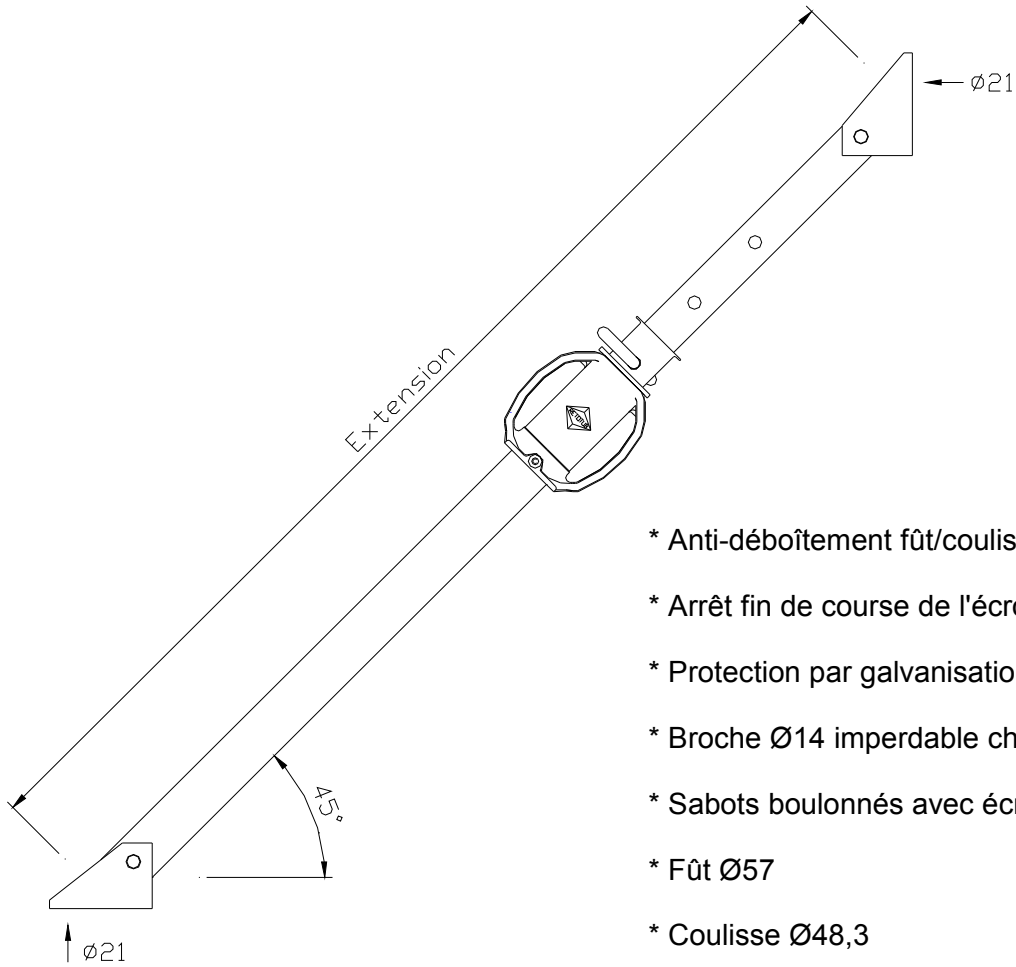 ø21
Extension
45°
* Anti-déboîtement fût/coulis
* Arrêt fin de course de l'écro
* Protection par galvanisatio
* Broche Ø14 imperdable ch
* Sabots boulonnés avec écr
* Fût Ø57
* Coulisse Ø48,3
ø21